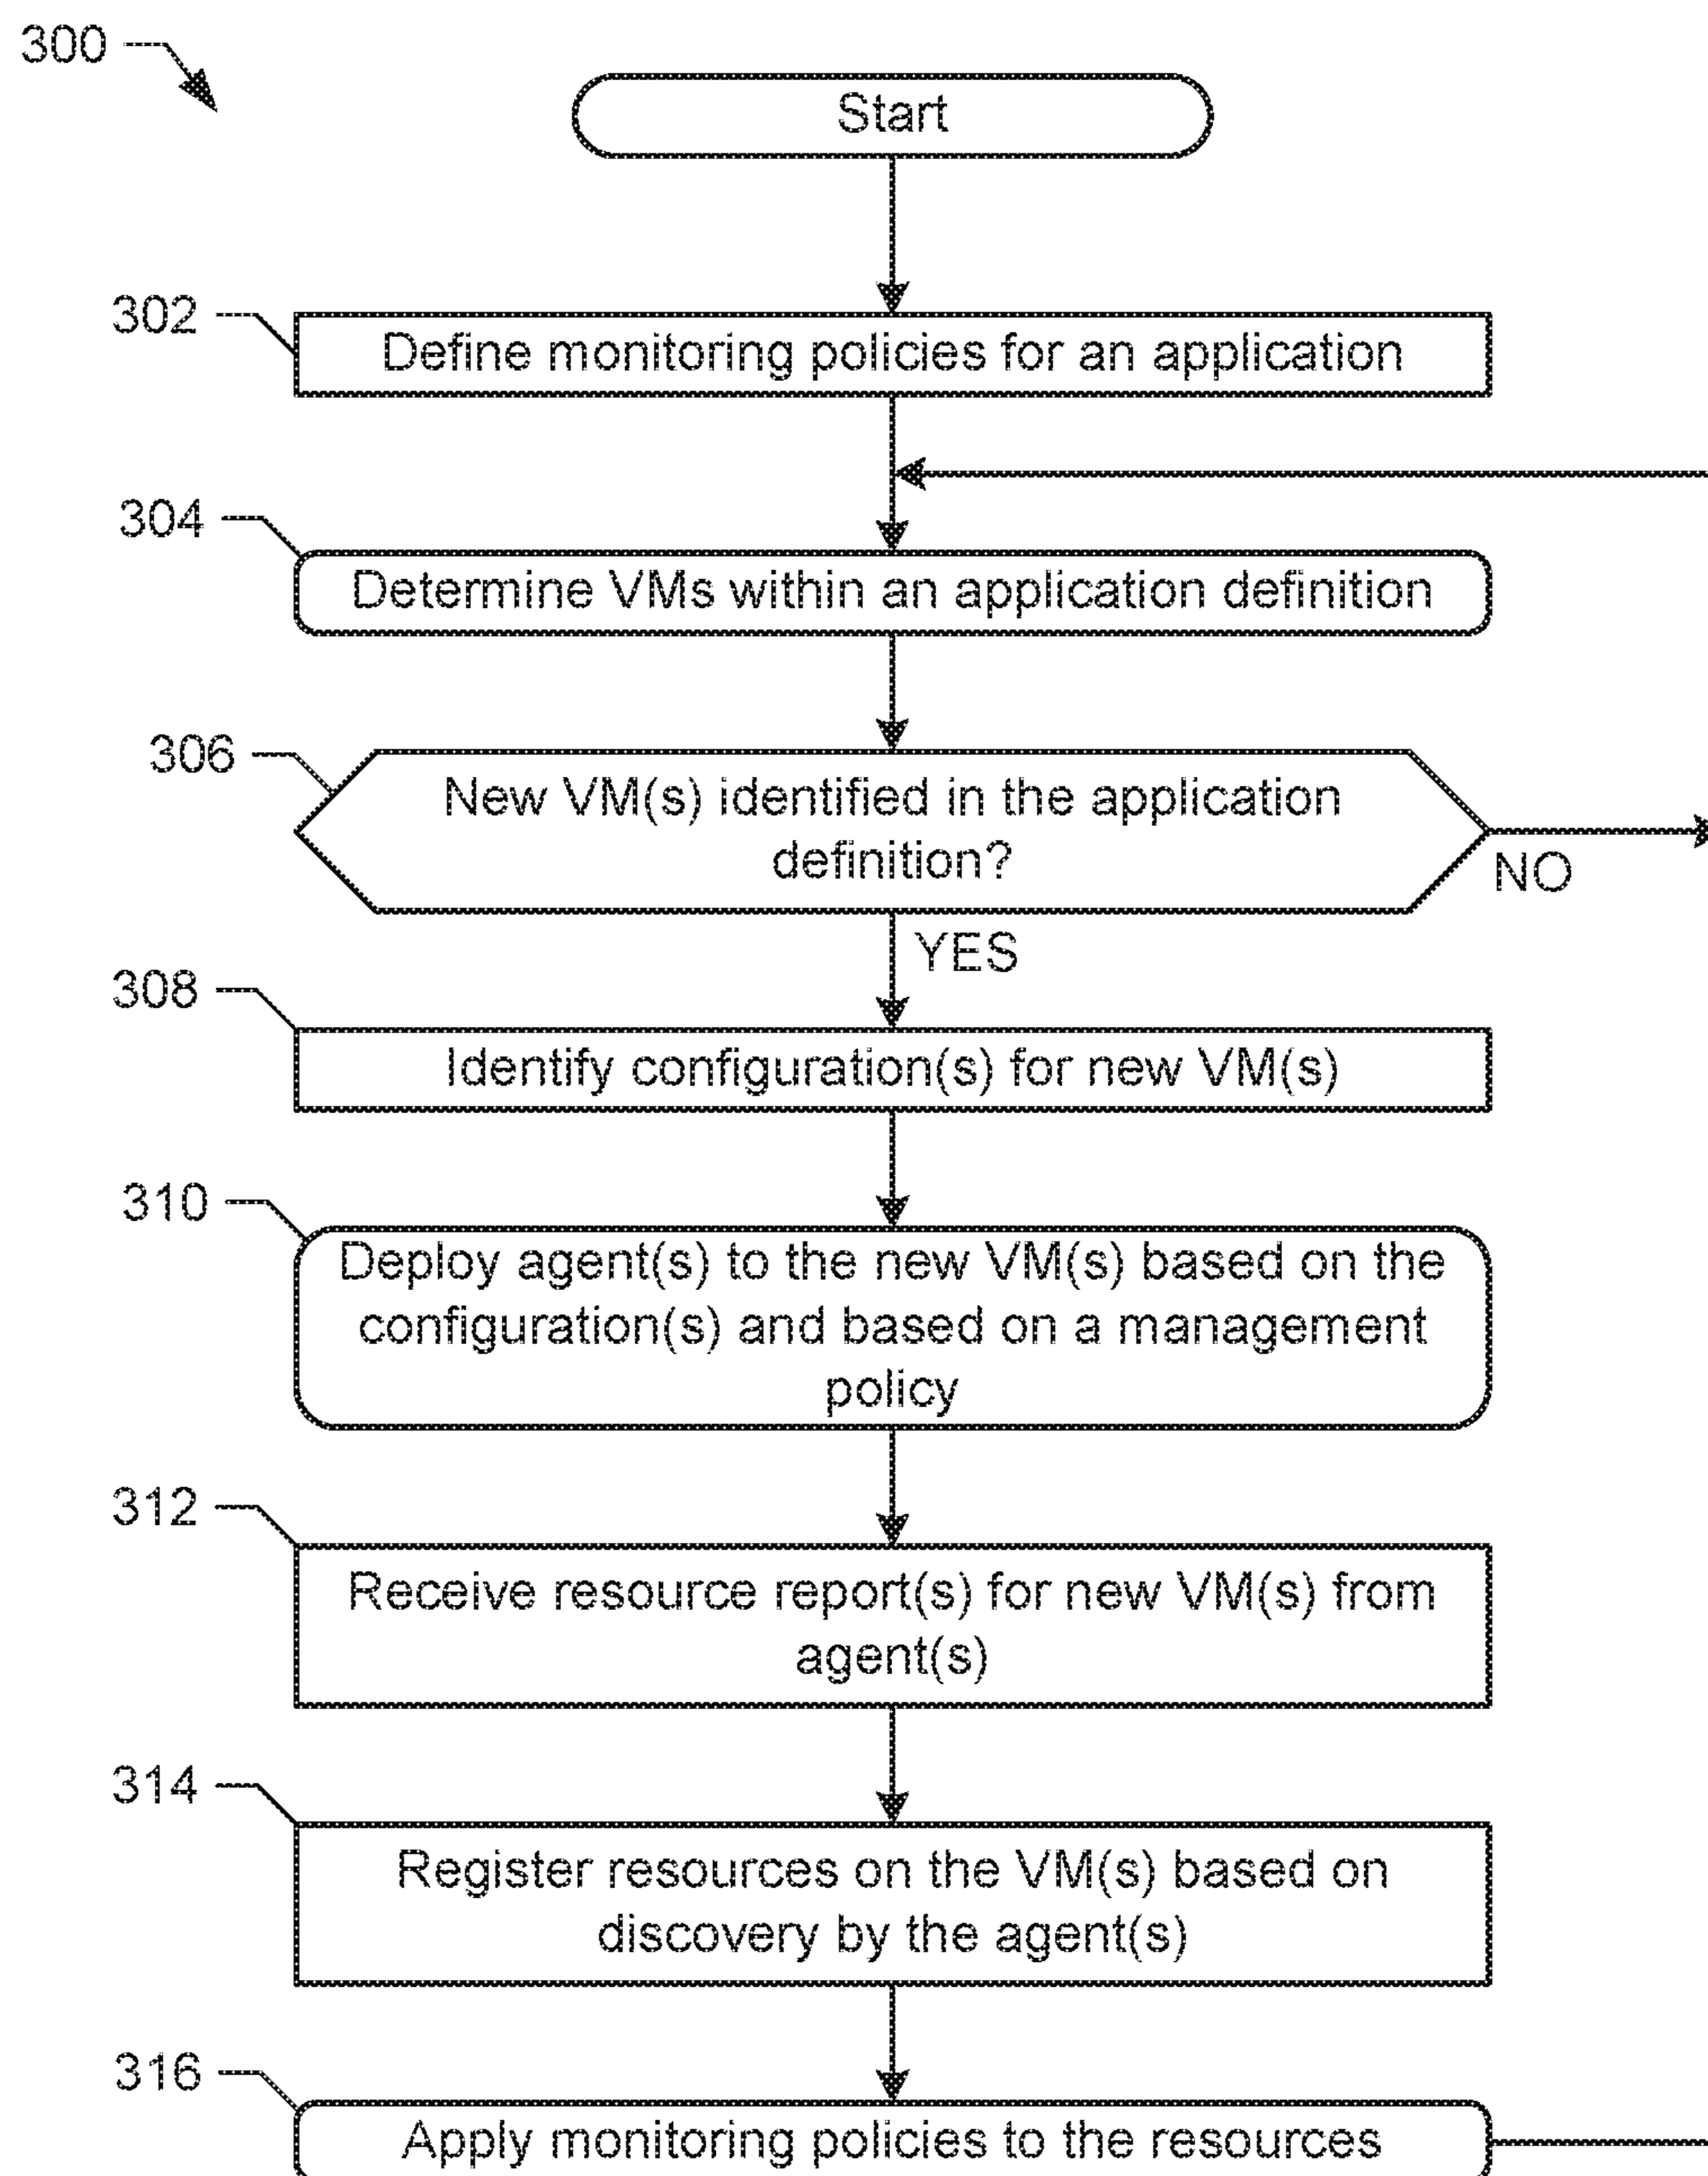 300
Start
302
Define monitoring policies for an application
304
Determine VMs within an application definition
306
New VM(s) identified in the application
definition?
NO
YES
308
Identify configuration(s) for new VM(s)
310
Deploy agent(s) to the new VM(s) based on the
configuration(s) and based on a management
policy
312
Receive resource report(s) for new VM(s) from
agent(s)
314
Register resources on the VM(s) based on
discovery by the agent(s)
316
Apply monitoring policies to the resources